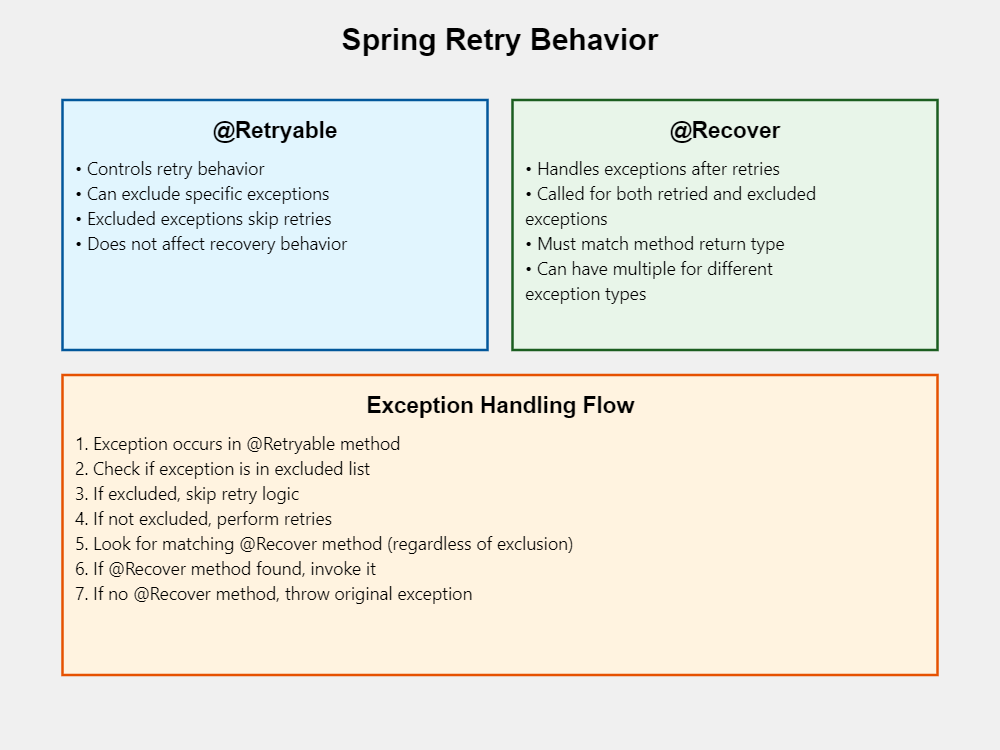 Spring Retry Behavior
@Retryable
• Controls retry behavior
• Can exclude specific exceptions
• Excluded exceptions skip retries
• Does not affect recovery behavior
@Recover
• Handles exceptions after retries
• Called for both retried and excluded
exceptions
• Must match method return type
• Can have multiple for different
exception types
Exception Handling Flow
1. Exception occurs in @Retryable method
2. Check if exception is in excluded list
3. If excluded, skip retry logic
4. If not excluded, perform retries
5. Look for matching @Recover method (regardless of exclusion)
6. If @Recover method found, invoke it
7. If no @Recover method, throw original exception